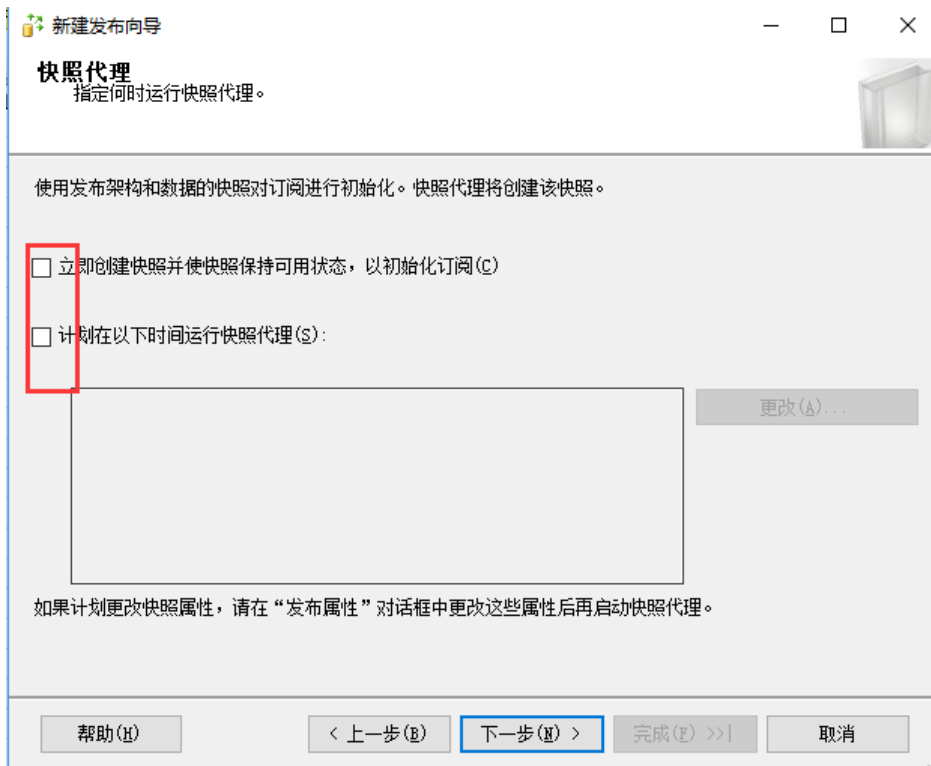 新建发布向导
快照代理
指定何时运行快照代理。
使用发布架构和数据的快照对订阅进行初始化。快照代理将创建该快照。
立即创建快照并使快照保持可用状态，以初始化订阅(C)
计划在以下时间运行快照代理(S):
更改(A)...
如果计划更改快照属性，请在“发布属性”对话框中更改这些属性后再启动快照代理。
帮助(H) < 上一步(B) 下一步(N) > 完成(F) >>| 取消